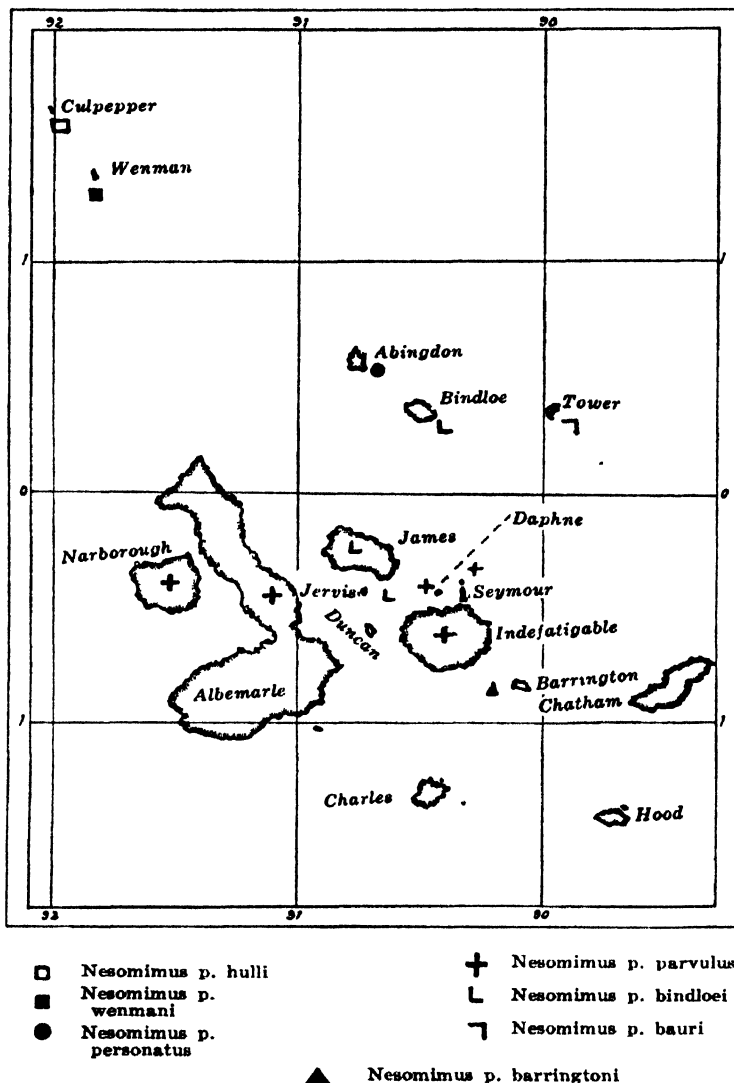 92 91 90
Culpepper
Wenman
1 1
Abingdon
Bindloe Tower
0 0
Daphne
James
Narborough
Jervis Seymour
Duncan
Indefatigable
Albemarle
Barrington
Chatham
1 1
Charles
Hood
92 91 90
Nesomimus p. hulli
Nesomimus p.
wenmani
Nesomimus p.
personatus
Nesomimus p. parvulus
Nesomimus p. bindloei
Nesomimus p. bauri
Nesomimus p. barringtoni